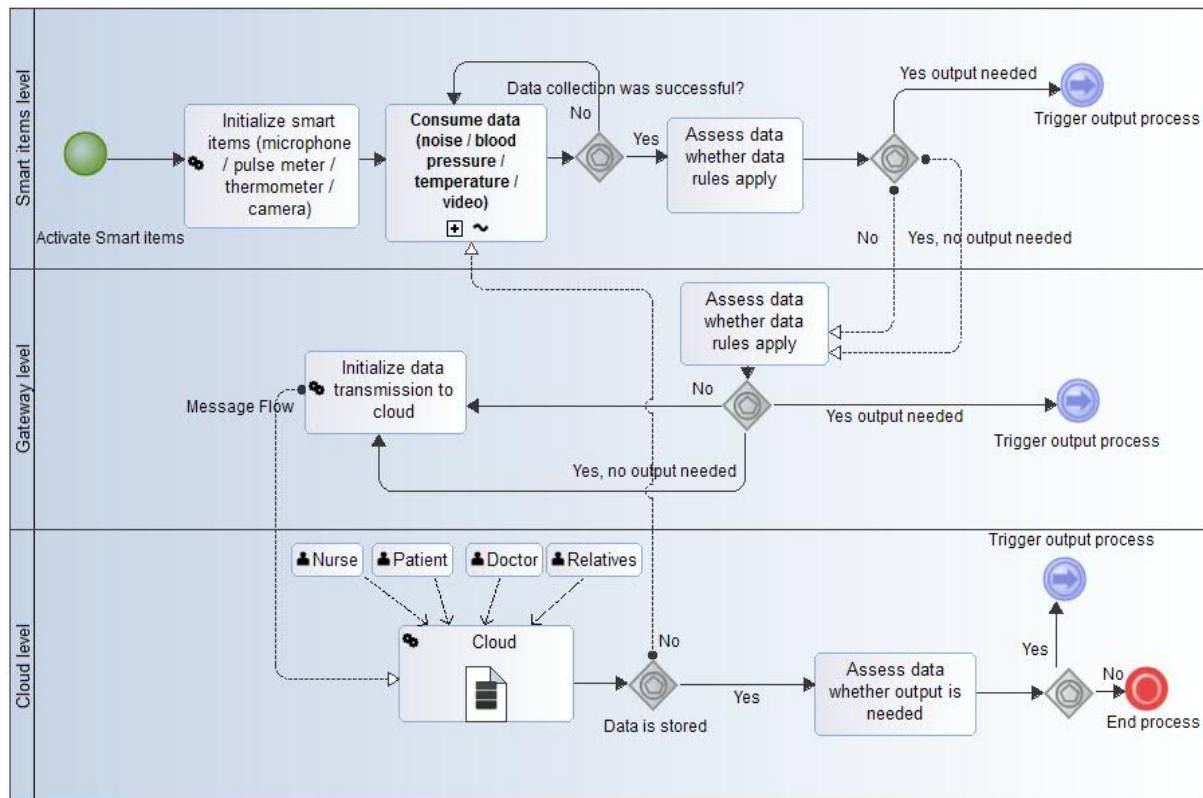 Smart items level
Activate Smart items
Initialize smart
items (microphone
/ pulse meter /
thermometer /
camera)
Consume data
(noise / blood
pressure /
temperature /
video)
Data collection was successful?
No
Yes
Assess data
whether data
rules apply
Yes output needed
Trigger output process
No
Yes, no output needed
Gateway level
Assess data
whether data
rules apply
Initialize data
transmission to
cloud
Message Flow
No
Yes output needed
Trigger output process
Yes, no output needed
Cloud level
Nurse
Patient
Doctor
Relatives
Cloud
No
Data is stored
Yes
Assess data
whether output is
needed
Trigger output process
Yes
No
End process